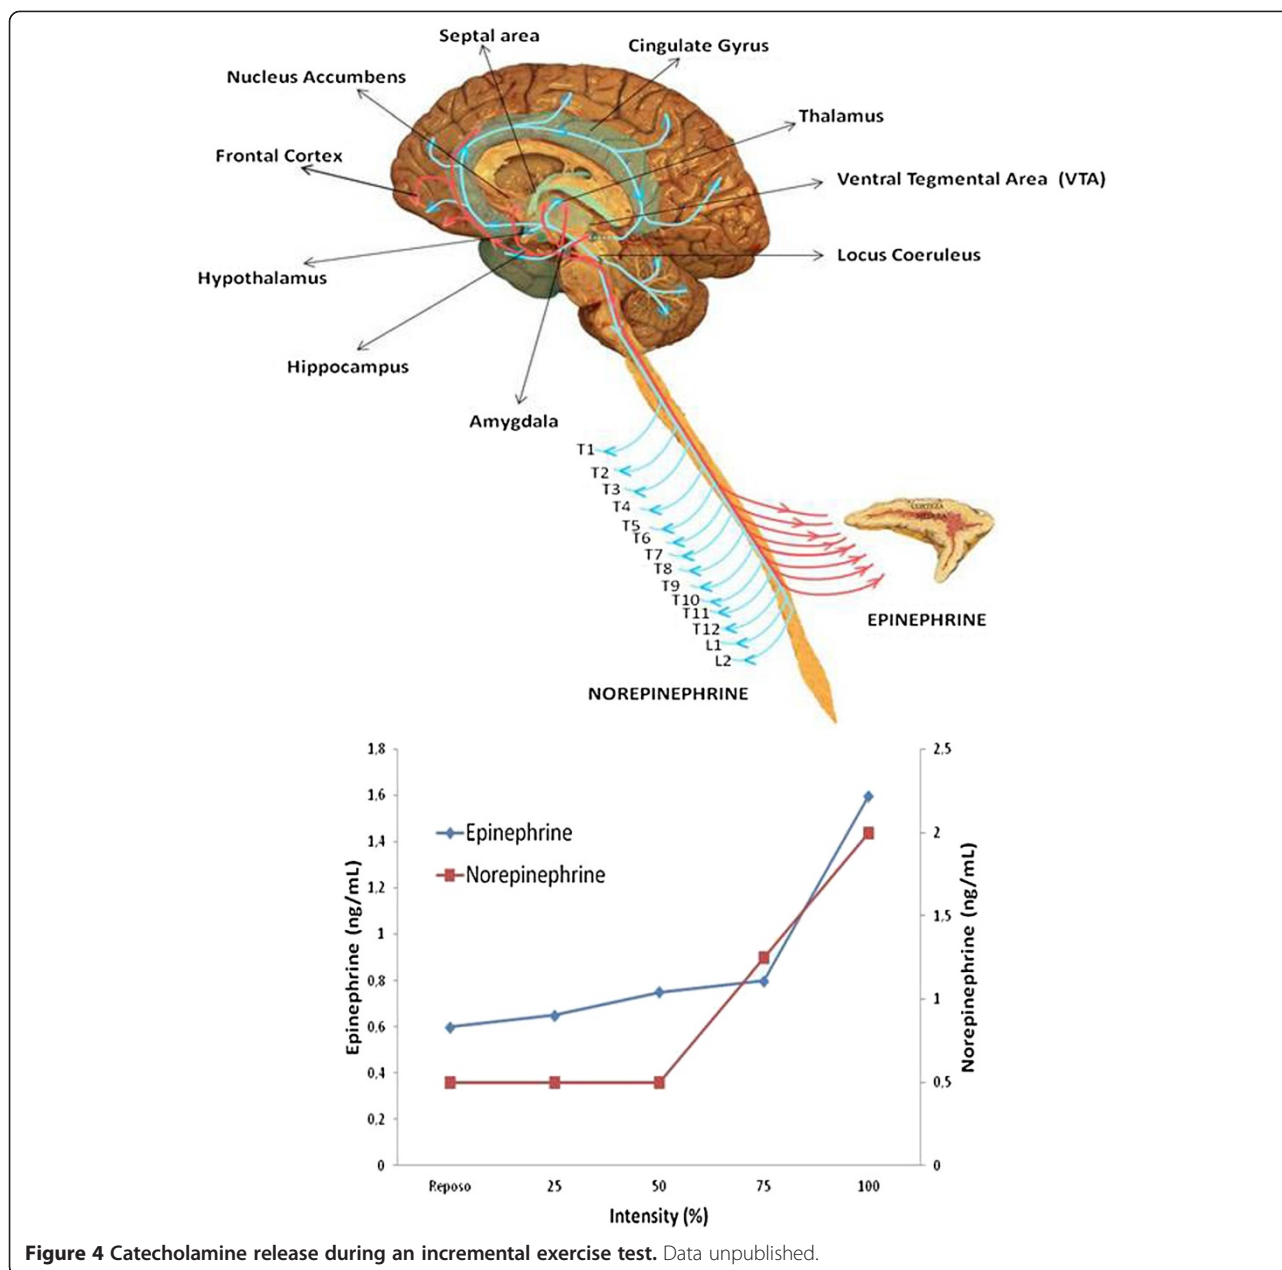 Septal area
Cingulate Gyrus
Nucleus Accumbens
Thalamus
Frontal Cortex
Ventral Tegmental Area (VTA)
Locus Coeruleus
Hypothalamus
Hippocampus
Amygdala
T1
T2
T3
T4
T5
T6
T7
T8
T9
T10
T11
T12
L1
L2
CORTEZA
MEDULA
EPINEPHRINE
NOREPINEPHRINE
1,8
1,6
1,4
1,2
1
0,8
0,6
0,4
0,2
0
Epinephrine (ng/mL)
Epinephrine
Norepinephrine
2,5
2
1,5
1
0,5
0
Norepinephrine (ng/mL)
Reposo 25 50 75 100
Intensity (%)
Figure 4 Catecholamine release during an incremental exercise test. Data unpublished.